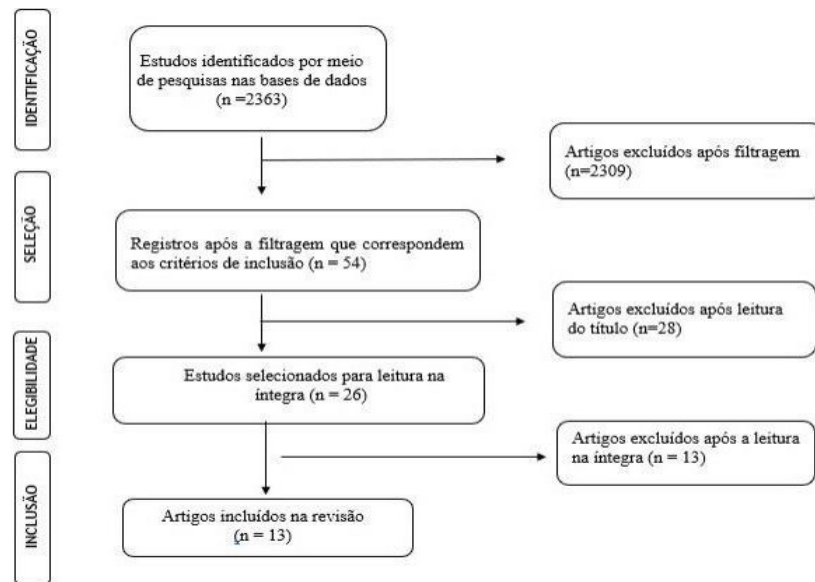 IDENTIFICAÇÃO
Estudos identificados por meio
de pesquisas nas bases de dados
(n =2363)
Artigos excluídos após filtragem
(n=2309)
SELEÇÃO
Registros após a filtragem que correspondem
aos critérios de inclusão (n = 54)
Artigos excluídos após leitura
do título (n=28)
ELEGIBILIDADE
Estudos selecionados para leitura na
íntegra (n = 26)
Artigos excluídos após a leitura
na íntegra (n = 13)
INCLUSÃO
Artigos incluídos na revisão
(n = 13)